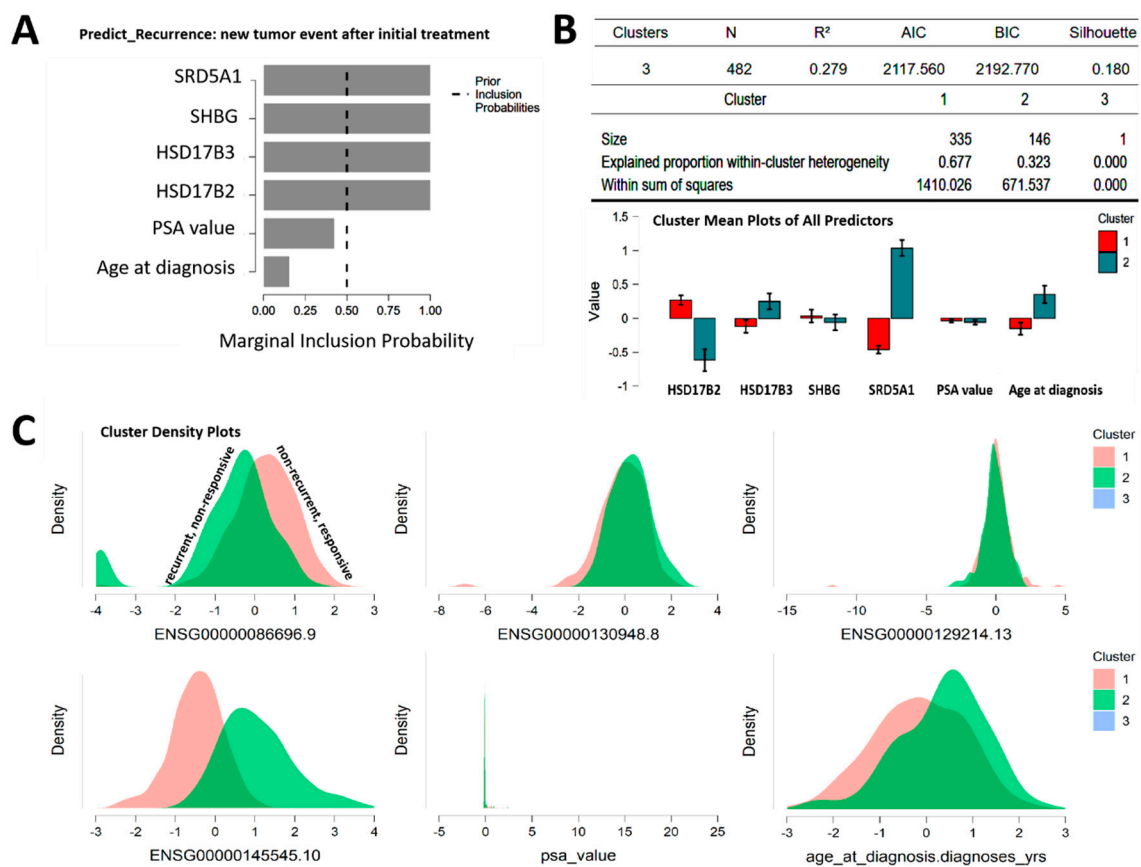 A
Predict_Recurrence: new tumor event after initial treatment
SRD5A1
SHBG
HSD17B3
HSD17B2
PSA value
Age at diagnosis
Prior
Inclusion
Probabilities
0.00 0.25 0.50 0.75 1.00
Marginal Inclusion Probability
B
Clusters N R² AIC BIC Silhouette
3 482 0.279 2117.560 2192.770 0.180
Cluster 1 2 3
Size 335 146 1
Explained proportion within-cluster heterogeneity 0.677 0.323 0.000
Within sum of squares 1410.026 671.537 0.000
Cluster Mean Plots of All Predictors
Value
1.5
1
0.5
0
-0.5
-1
HSD17B2 HSD17B3 SHBG SRD5A1 PSA value Age at diagnosis
Cluster
1
2
C
Cluster Density Plots
Density
recurrent, non-responsive
non-recurrent, responsive
-4 -3 -2 -1 0 1 2 3
ENSG00000086696.9
Density
-8 -6 -4 -2 0 2 4
ENSG00000130948.8
Density
-15 -10 -5 0 5
ENSG00000129214.13
Cluster
1
2
3
Density
-3 -2 -1 0 1 2 3 4
ENSG00000145545.10
Density
-5 0 5 10 15 20 25
psa_value
Density
-3 -2 -1 0 1 2 3
age_at_diagnosis.diagnoses_yrs
Cluster
1
2
3